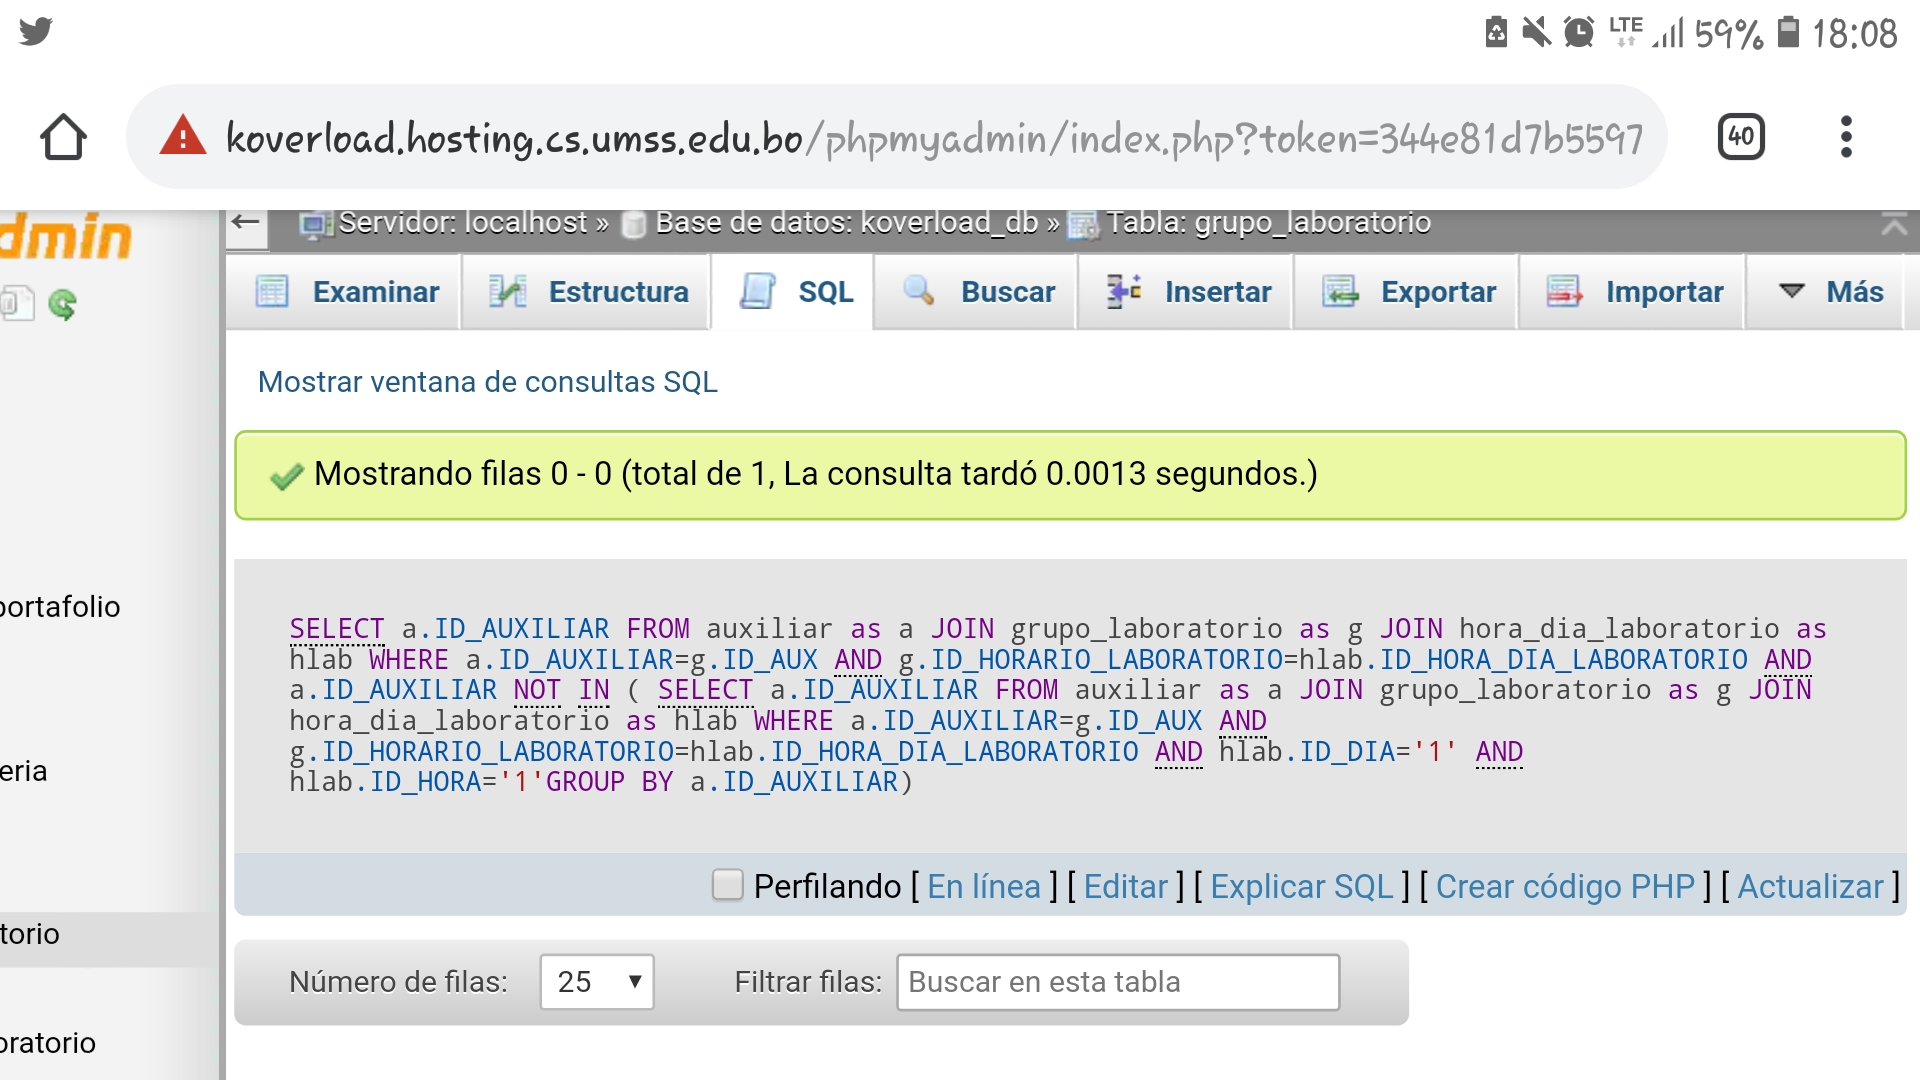 LTE 59% 18:08
koverload.hosting.cs.umss.edu.bo/phpmyadmin/index.php?token=344e81d7b5597
40
dmin
Servidor: localhost » Base de datos: koverload_db » Tabla: grupo_laboratorio
Examinar Estructura SQL Buscar Insertar Exportar Importar Más
Mostrar ventana de consultas SQL
Mostrando filas 0 - 0 (total de 1, La consulta tardó 0.0013 segundos.)
portafolio
eria
torio
oratorio
SELECT a.ID_AUXILIAR FROM auxiliar as a JOIN grupo_laboratorio as g JOIN hora_dia_laboratorio as
hlab WHERE a.ID_AUXILIAR=g.ID_AUX AND g.ID_HORARIO_LABORATORIO=hlab.ID_HORA_DIA_LABORATORIO AND
a.ID_AUXILIAR NOT IN ( SELECT a.ID_AUXILIAR FROM auxiliar as a JOIN grupo_laboratorio as g JOIN
hora_dia_laboratorio as hlab WHERE a.ID_AUXILIAR=g.ID_AUX AND
g.ID_HORARIO_LABORATORIO=hlab.ID_HORA_DIA_LABORATORIO AND hlab.ID_DIA='1' AND
hlab.ID_HORA='1'GROUP BY a.ID_AUXILIAR)
Perfilando [ En línea ] [ Editar ] [ Explicar SQL ] [ Crear código PHP ] [ Actualizar ]
Número de filas: 25 Filtrar filas: Buscar en esta tabla